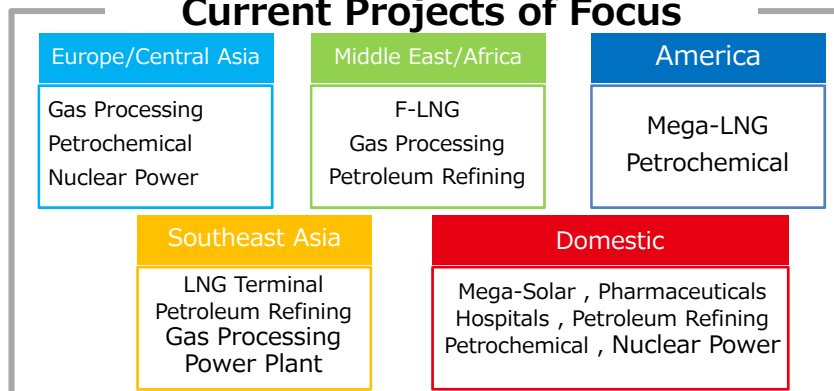 Current Projects of Focus
Europe/Central Asia
Gas Processing
Petrochemical
Nuclear Power
Middle East/Africa
F-LNG
Gas Processing
Petroleum Refining
America
Mega-LNG
Petrochemical
Southeast Asia
LNG Terminal
Petroleum Refining
Gas Processing
Power Plant
Domestic
Mega-Solar , Pharmaceuticals
Hospitals , Petroleum Refining
Petrochemical , Nuclear Power